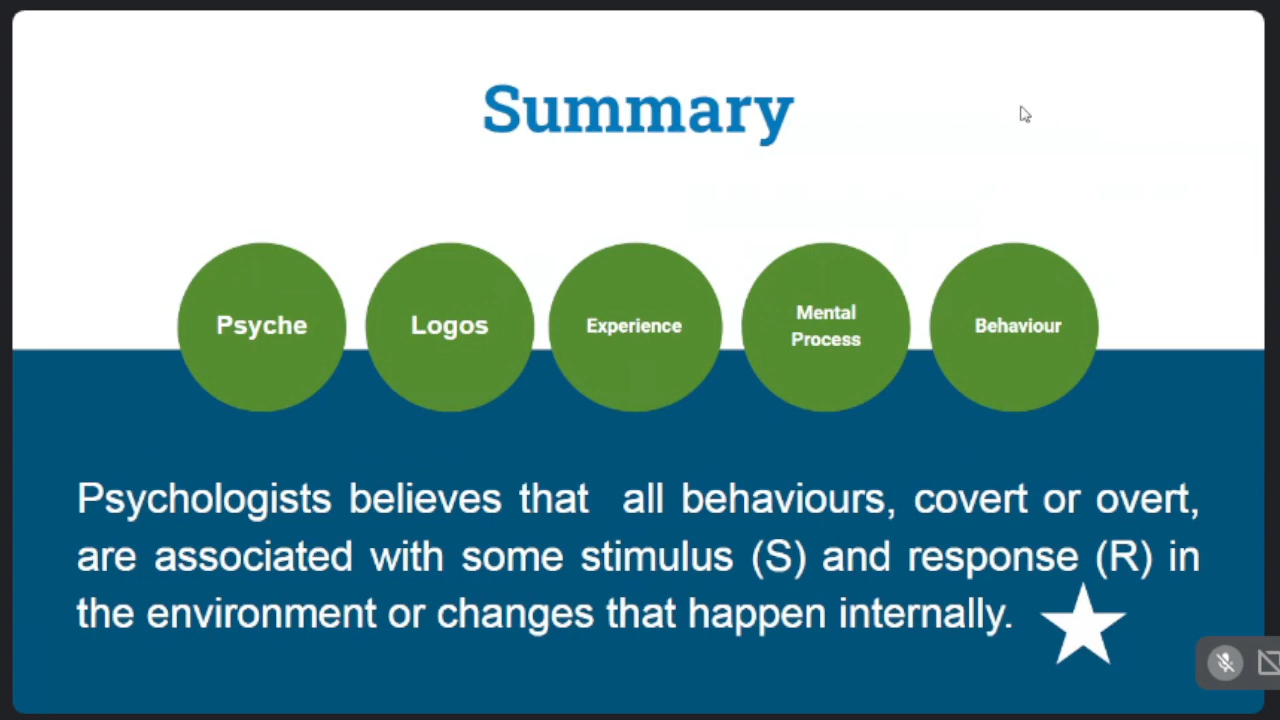 Summary
Psyche
Logos
Experience
Mental
Process
Behaviour
Psychologists believes that all behaviours, covert or overt,
are associated with some stimulus (S) and response (R) in
the environment or changes that happen internally.